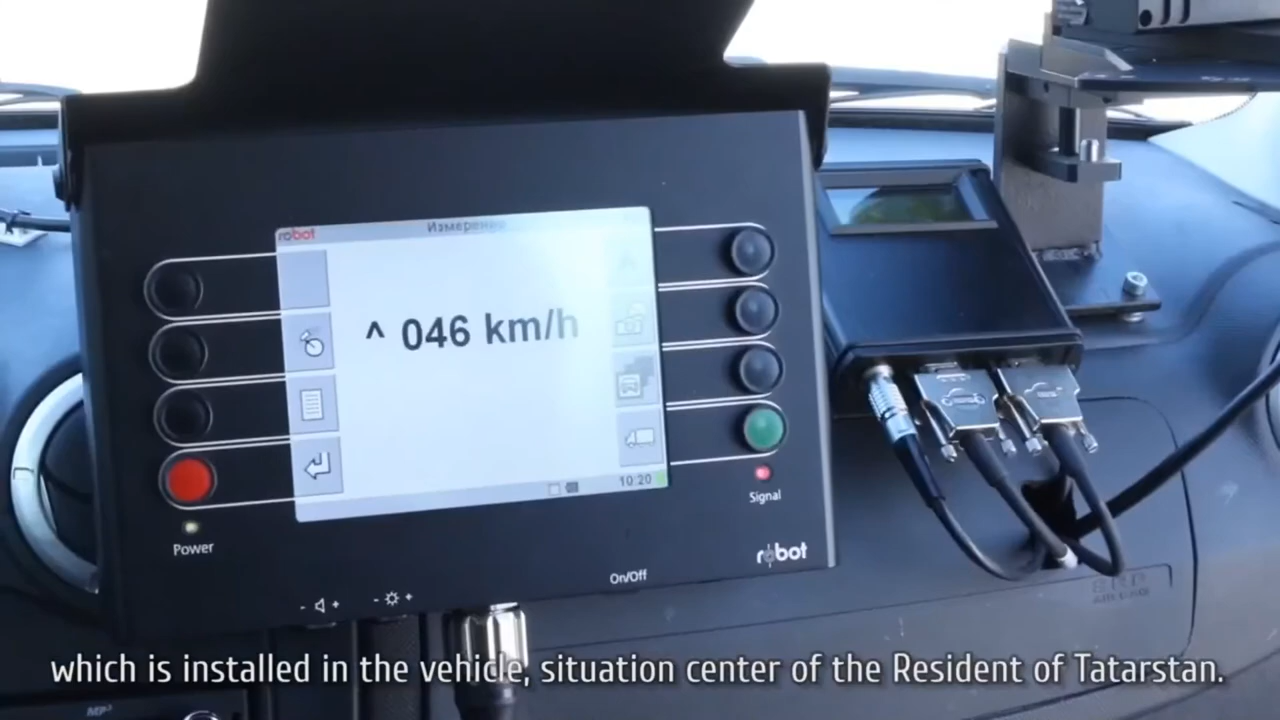 robot
Измерение
^ 046 km/h
10:20
Power
Signal
robot
On/Off
- +
- +
which is installed in the vehicle, situation center of the Resident of Tatarstan.
MP3